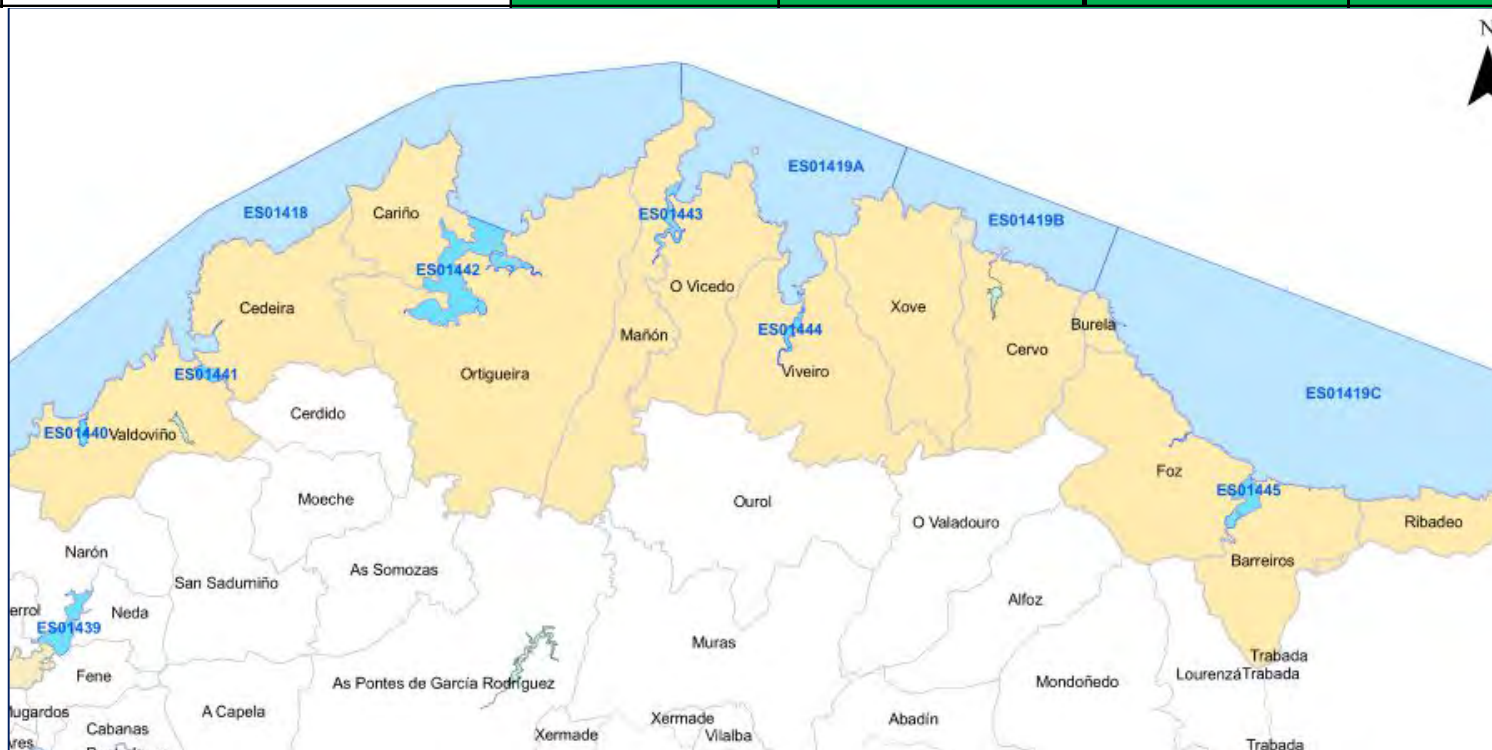 N
ES01419A
Cariño
ES01418
ES01443
ES01419B
ES01442
O Vicedo
Cedeira
Xove
Burela
ES01444
Mañón
Cervo
Viveiro
ES01441
Ortigueira
ES01419C
Cerdido
ES01440
Valdoviño
Foz
ES01445
Moeche
Ourol
O Valadouro
Ribadeo
Narón
Barreiros
As Somozas
San Sadurniño
Alfoz
errol
Neda
ES01439
Muras
Trabada
Fene
As Pontes de García Rodríguez
Mondoñedo
Lourenzá
Trabada
lugardos
A Capela
Xermade
Abadín
Cabanas
Xermade
Vilalba
ares
Trabada